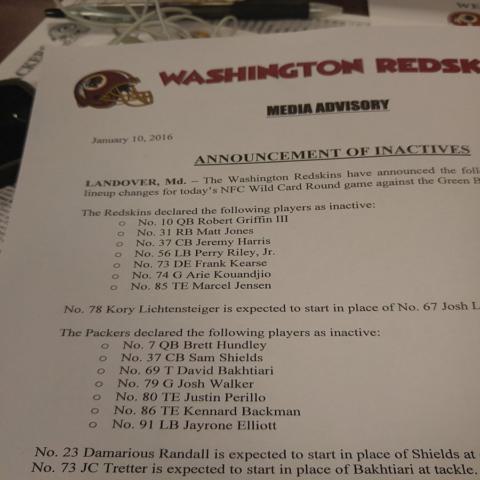 WASHINGTON REDSK
MEDIA ADVISORY
January 10, 2016
ANNOUNCEMENT OF INACTIVES
LANDOVER, Md. – The Washington Redskins have announced the foll
lineup changes for today's NFC Wild Card Round game against the Green B
The Redskins declared the following players as inactive:
o No. 10 QB Robert Griffin III
o No. 31 RB Matt Jones
o No. 37 CB Jeremy Harris
o No. 56 LB Perry Riley, Jr.
o No. 73 DE Frank Kearse
o No. 74 G Arie Kouandjio
o No. 85 TE Marcel Jensen
No. 78 Kory Lichtensteiger is expected to start in place of No. 67 Josh L
The Packers declared the following players as inactive:
o No. 7 QB Brett Hundley
o No. 37 CB Sam Shields
o No. 69 T David Bakhtiari
o No. 79 G Josh Walker
o No. 80 TE Justin Perillo
o No. 86 TE Kennard Backman
o No. 91 LB Jayrone Elliott
No. 23 Damarious Randall is expected to start in place of Shields at
No. 73 JC Tretter is expected to start in place of Bakhtiari at tackle.